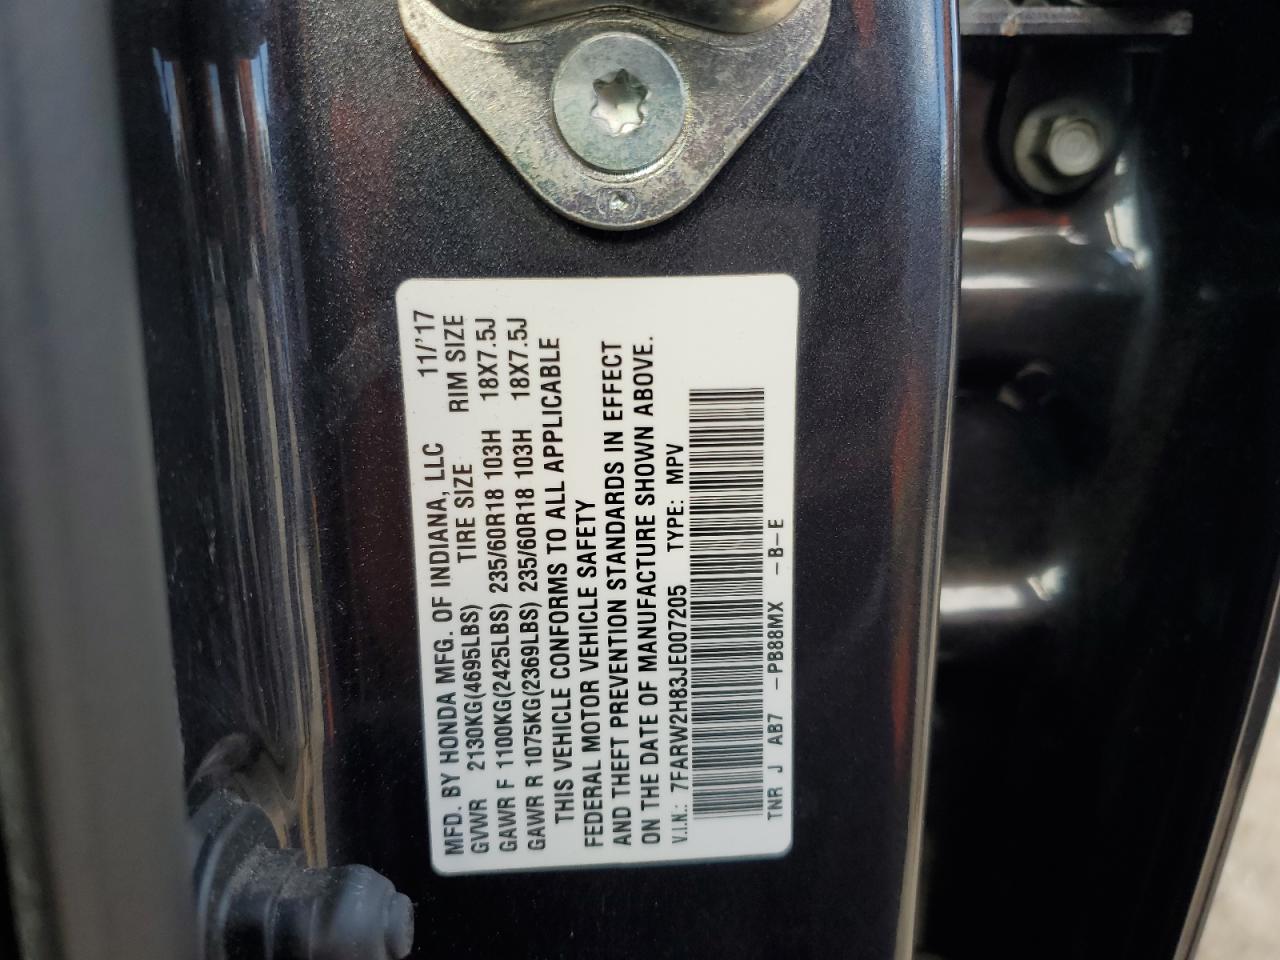 MFD. BY HONDA MFG. OF INDIANA, LLC 11/'17
GVWR 2130KG(4695LBS) TIRE SIZE RIM SIZE
GAWR F 1100KG(2425LBS) 235/60R18 103H 18X7.5J
GAWR R 1075KG(2369LBS) 235/60R18 103H 18X7.5J
THIS VEHICLE CONFORMS TO ALL APPLICABLE
FEDERAL MOTOR VEHICLE SAFETY
AND THEFT PREVENTION STANDARDS IN EFFECT
ON THE DATE OF MANUFACTURE SHOWN ABOVE.
V.I.N.: 7FARW2H83JE007205 TYPE: MPV
TNR J AB7 -PB88MX -B-E